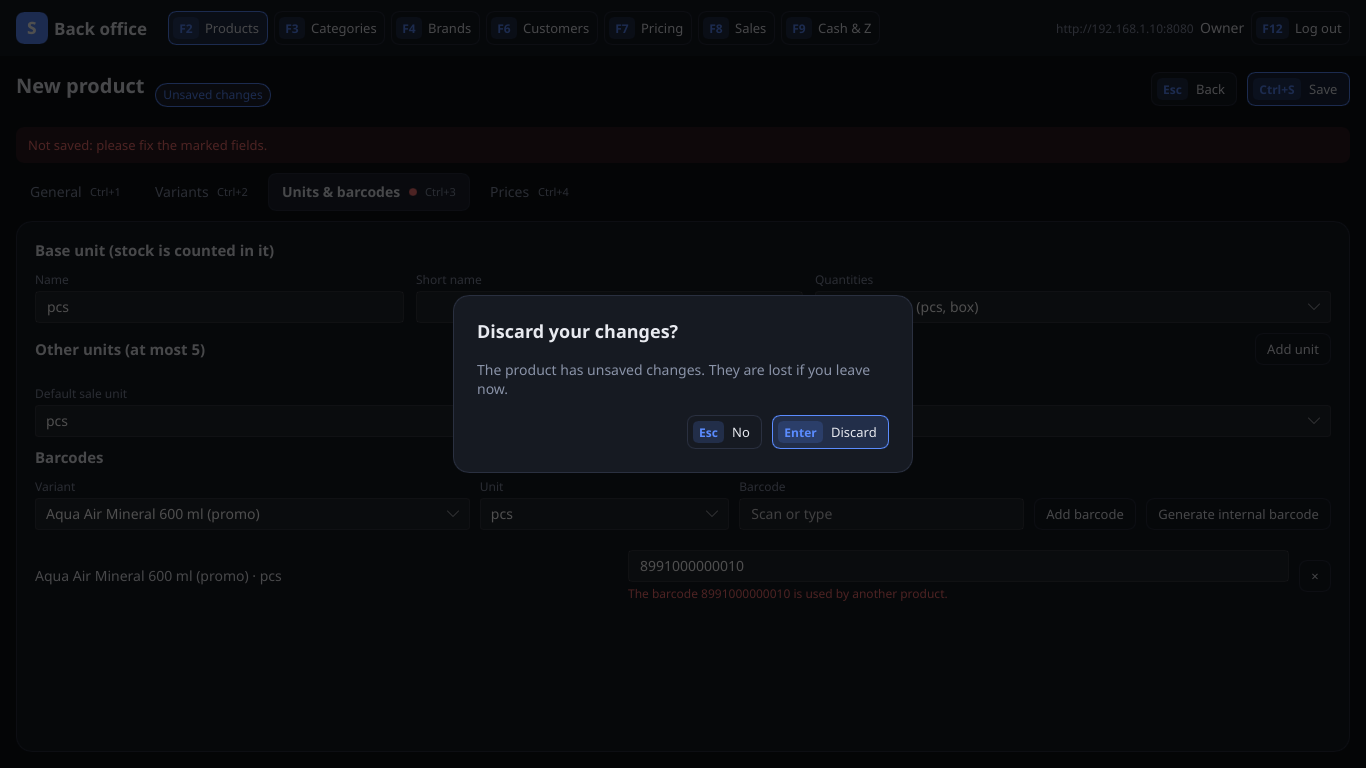 S Back office F2 Products F3 Categories F4 Brands F6 Customers F7 Pricing F8 Sales F9 Cash & Z http://192.168.1.10:8080 Owner F12 Log out
New product Unsaved changes Esc Back Ctrl+S Save
Not saved: please fix the marked fields.
General Ctrl+1 Variants Ctrl+2 Units & barcodes Ctrl+3 Prices Ctrl+4
Base unit (stock is counted in it)
Name Short name Quantities
pcs (pcs, box)
Other units (at most 5) Add unit
Default sale unit
pcs
Discard your changes?
The product has unsaved changes. They are lost if you leave
now.
Esc No Enter Discard
Barcodes
Variant Unit Barcode
Aqua Air Mineral 600 ml (promo) pcs Scan or type Add barcode Generate internal barcode
Aqua Air Mineral 600 ml (promo) · pcs 8991000000010 ×
The barcode 8991000000010 is used by another product.